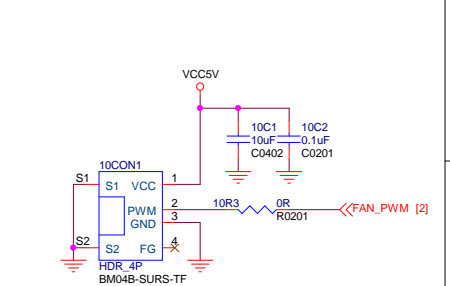 VCC5V
10C1 10C2
10uF 0.1uF
C0402 C0201
10CON1
S1 S1 VCC 1
PWM 2
GND 3
10R3 0R
R0201
FAN_PWM [2]
S2 S2 FG 4
HDR_4P
BM04B-SURS-TF